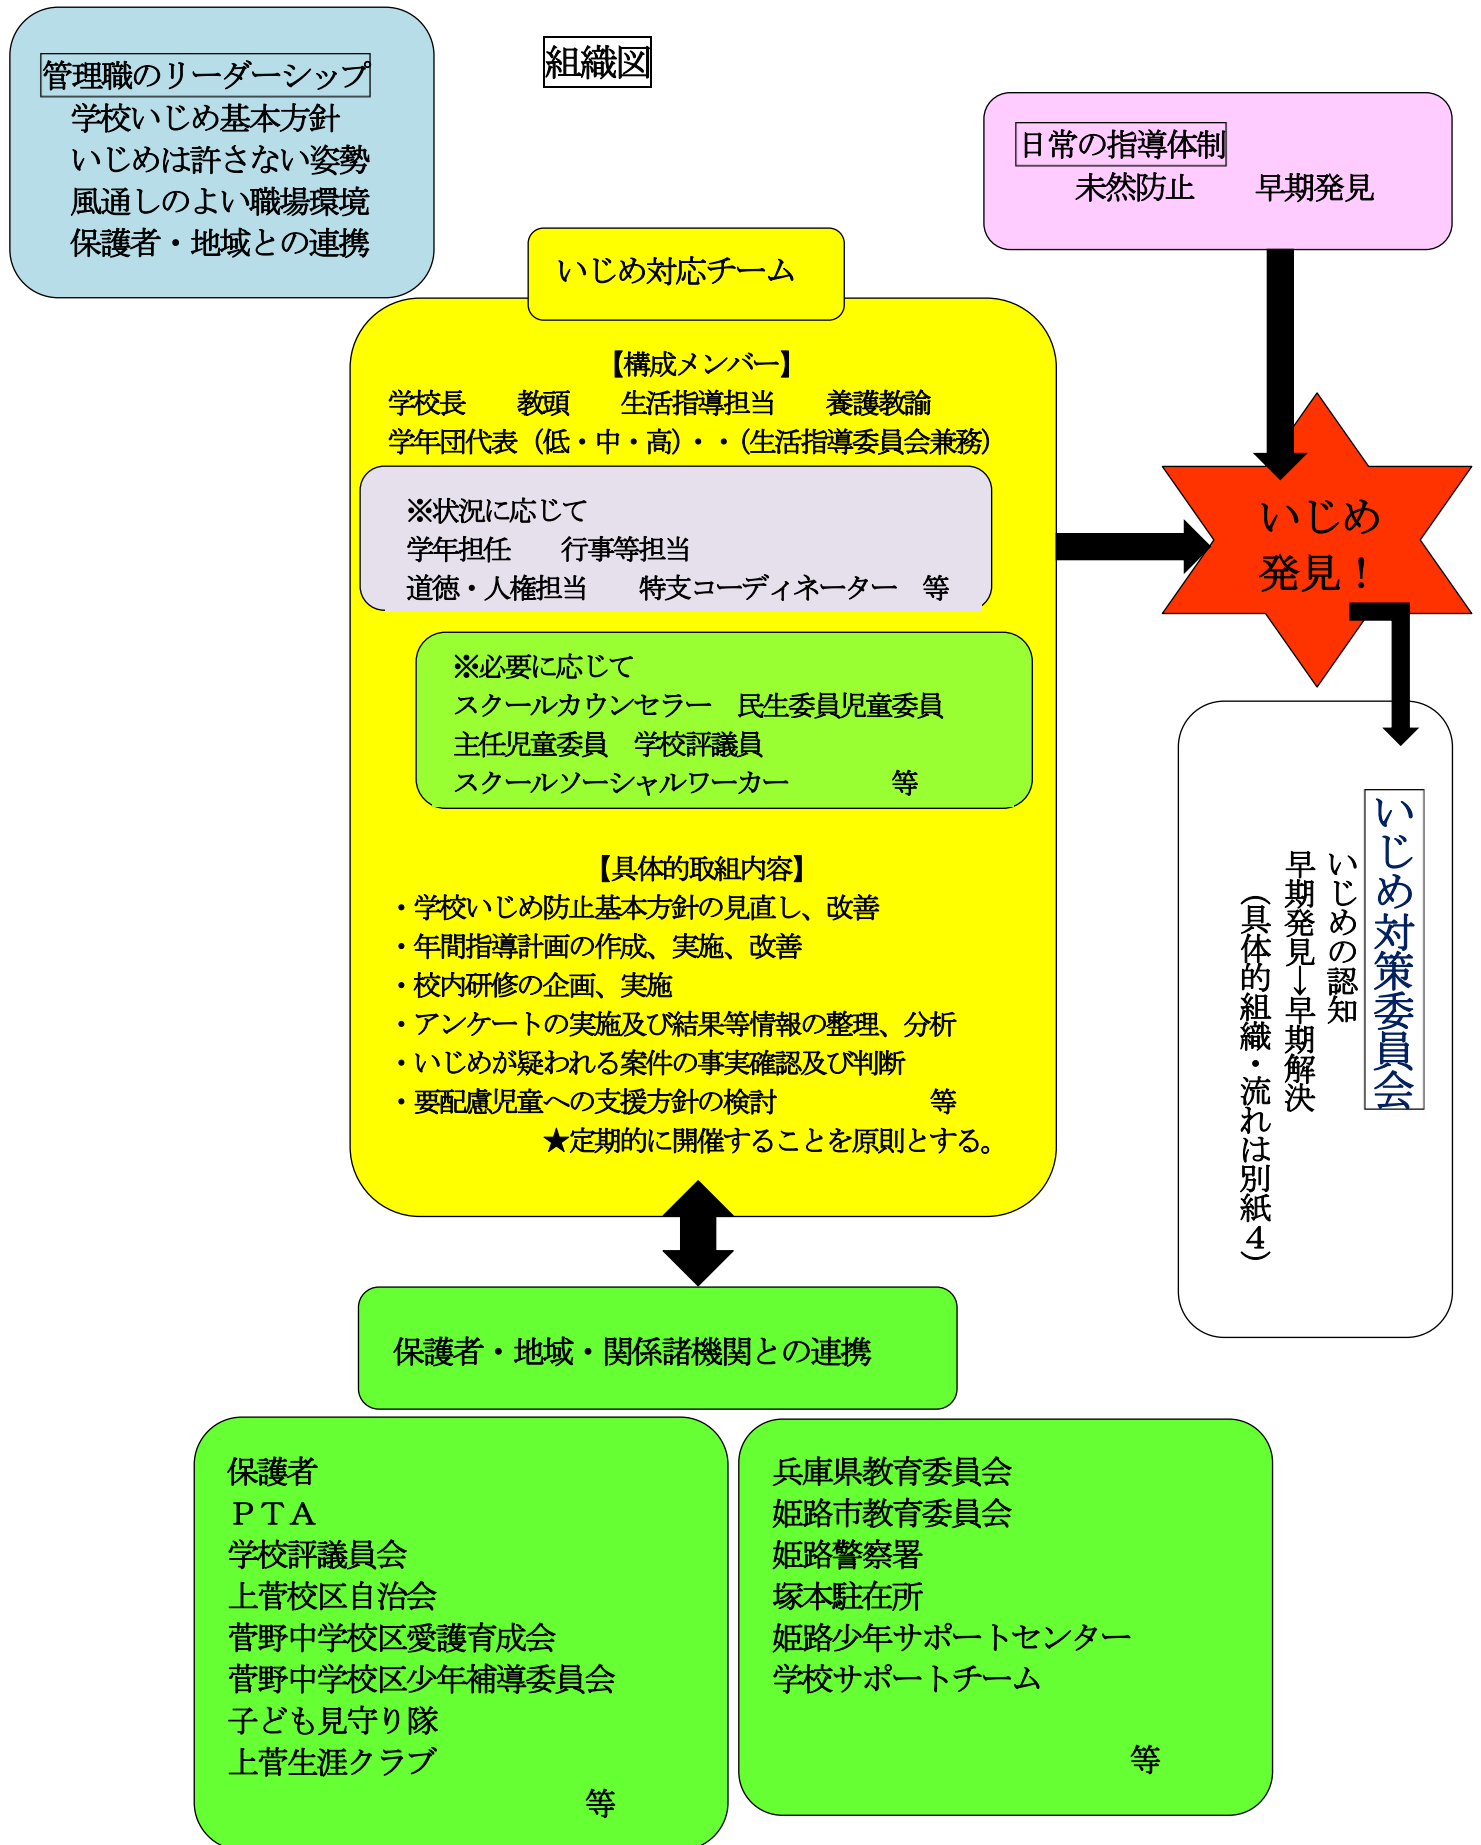 組織図
管理職のリーダーシップ
学校いじめ基本方針
いじめは許さない姿勢
風通しのよい職場環境
保護者・地域との連携
日常の指導体制
未然防止　　早期発見
いじめ対応チーム
【構成メンバー】
学校長　　教頭　　生活指導担当　　養護教諭
学年団代表（低・中・高）・・（生活指導委員会兼務）
※状況に応じて
学年担任　　行事等担当
道徳・人権担当　　特支コーディネーター　等
※必要に応じて
スクールカウンセラー　民生委員児童委員
主任児童委員　学校評議員
スクールソーシャルワーカー　　　　等
【具体的取組内容】
・学校いじめ防止基本方針の見直し、改善
・年間指導計画の作成、実施、改善
・校内研修の企画、実施
・アンケートの実施及び結果等情報の整理、分析
・いじめが疑われる案件の事実確認及び判断
・要配慮児童への支援方針の検討　　　　　　等
★定期的に開催することを原則とする。
いじめ
発見！
いじめ対策委員会
いじめの認知
早期発見→早期解決
（具体的組織・流れは別紙４）
保護者・地域・関係諸機関との連携
保護者
ＰＴＡ
学校評議員会
上菅校区自治会
菅野中学校区愛護育成会
菅野中学校区少年補導委員会
子ども見守り隊
上菅生涯クラブ
等
兵庫県教育委員会
姫路市教育委員会
姫路警察署
塚本駐在所
姫路少年サポートセンター
学校サポートチーム
等